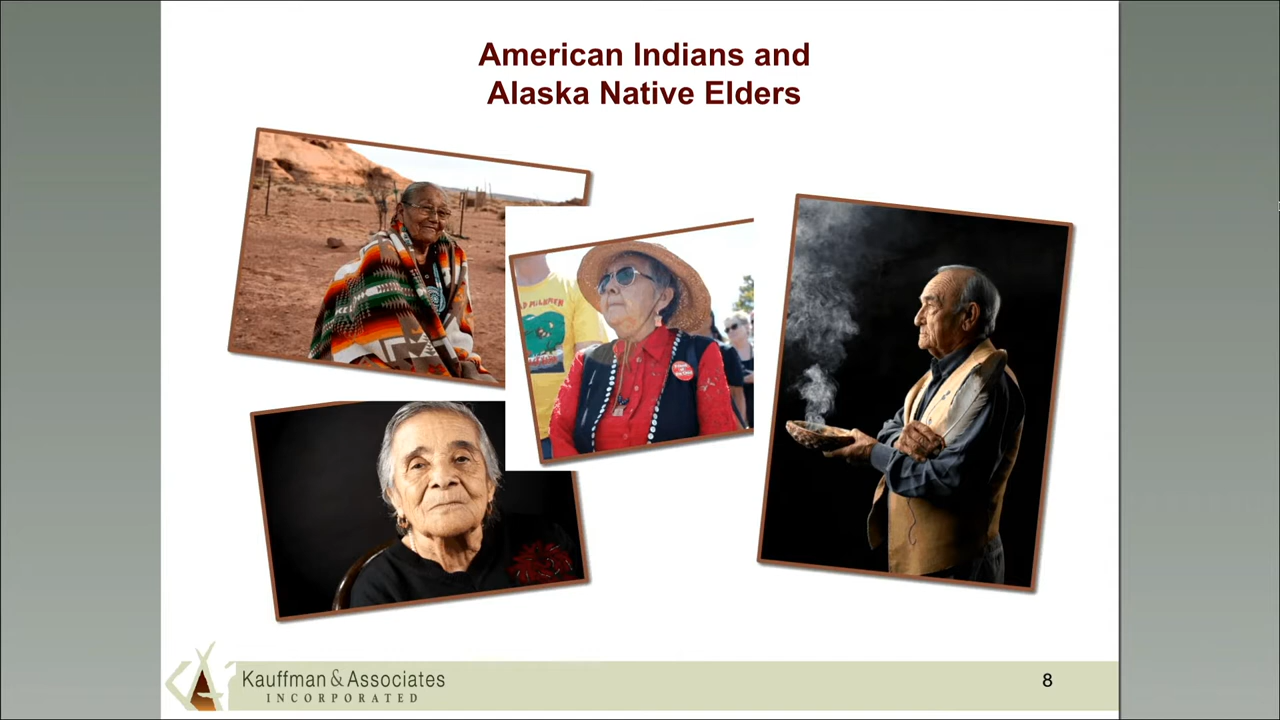 American Indians and
Alaska Native Elders
Kauffman & Associates
INCORPORATED
8